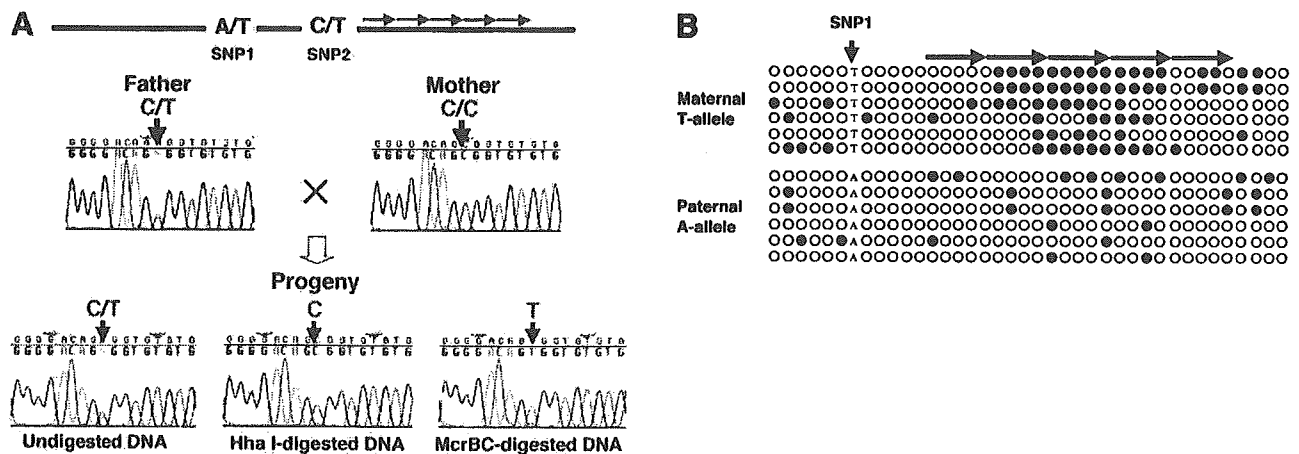 A
A/T
C/T
SNP1
SNP2
Father
C/T
Mother
C/C
×
Progeny
C/T
C
T
Undigested DNA
Hha I-digested DNA
McrBC-digested DNA
B
SNP1
Maternal
T-allele
T
T
T
T
T
T
Paternal
A-allele
A
A
A
A
A
A